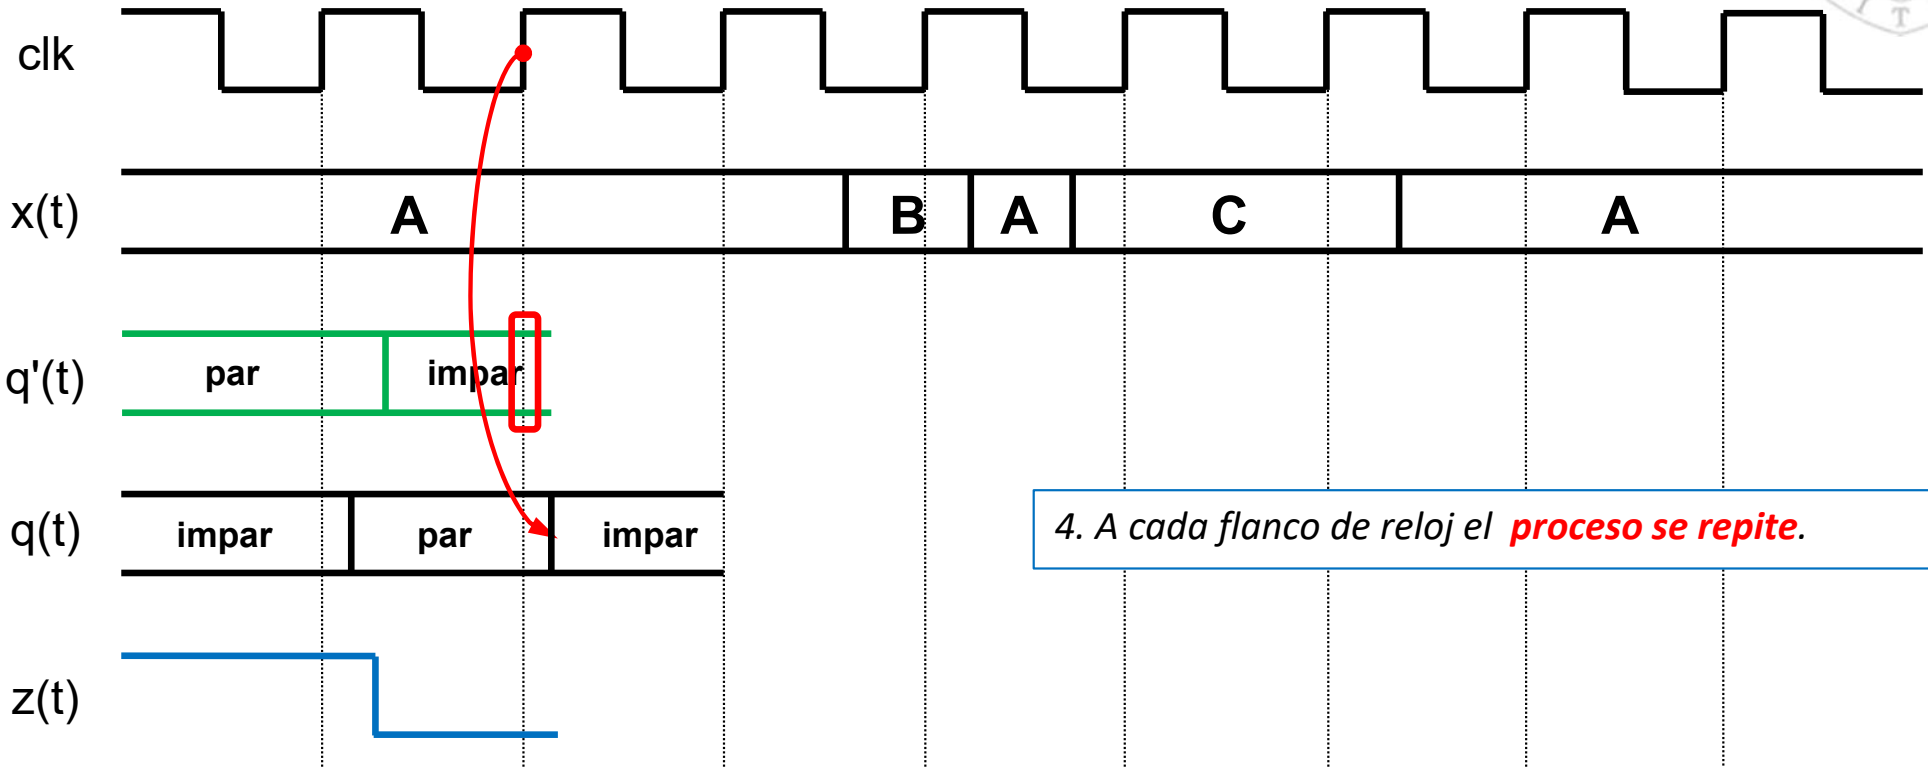 clk
x(t) A B A C A
q'(t) par impar
q(t) impar par impar
4. A cada flanco de reloj el proceso se repite.
z(t)